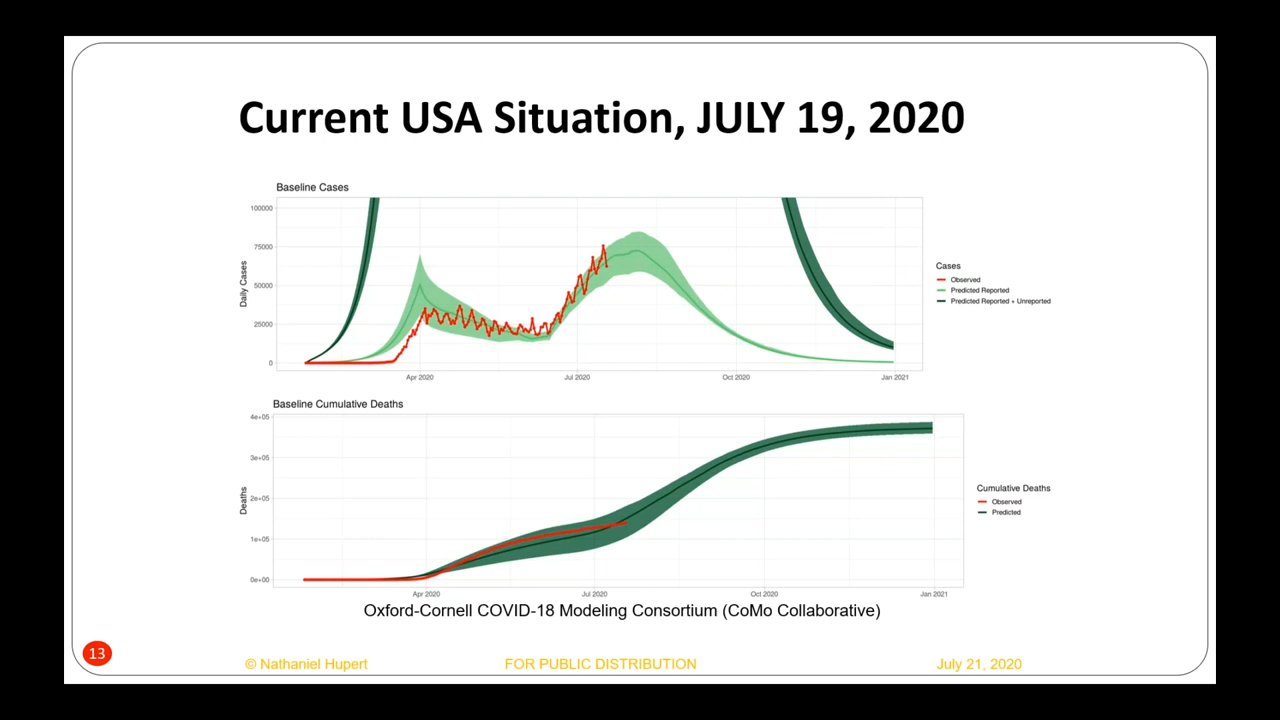 Current USA Situation, JULY 19, 2020
Baseline Cases
100000
75000
50000
25000
0
Daily Cases
Apr 2020 Jul 2020 Oct 2020 Jan 2021
Cases
Observed
Predicted Reported
Predicted Reported + Unreported
Baseline Cumulative Deaths
4e+05
3e+05
2e+05
1e+05
0e+00
Deaths
Apr 2020 Jul 2020 Oct 2020 Jan 2021
Cumulative Deaths
Observed
Predicted
Oxford-Cornell COVID-18 Modeling Consortium (CoMo Collaborative)
13
© Nathaniel Hupert FOR PUBLIC DISTRIBUTION July 21, 2020